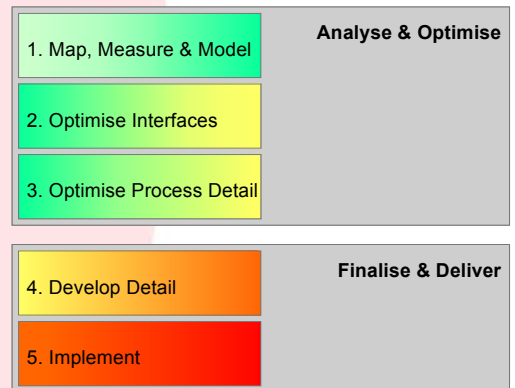 Analyse & Optimise
1. Map, Measure & Model
2. Optimise Interfaces
3. Optimise Process Detail
Finalise & Deliver
4. Develop Detail
5. Implement